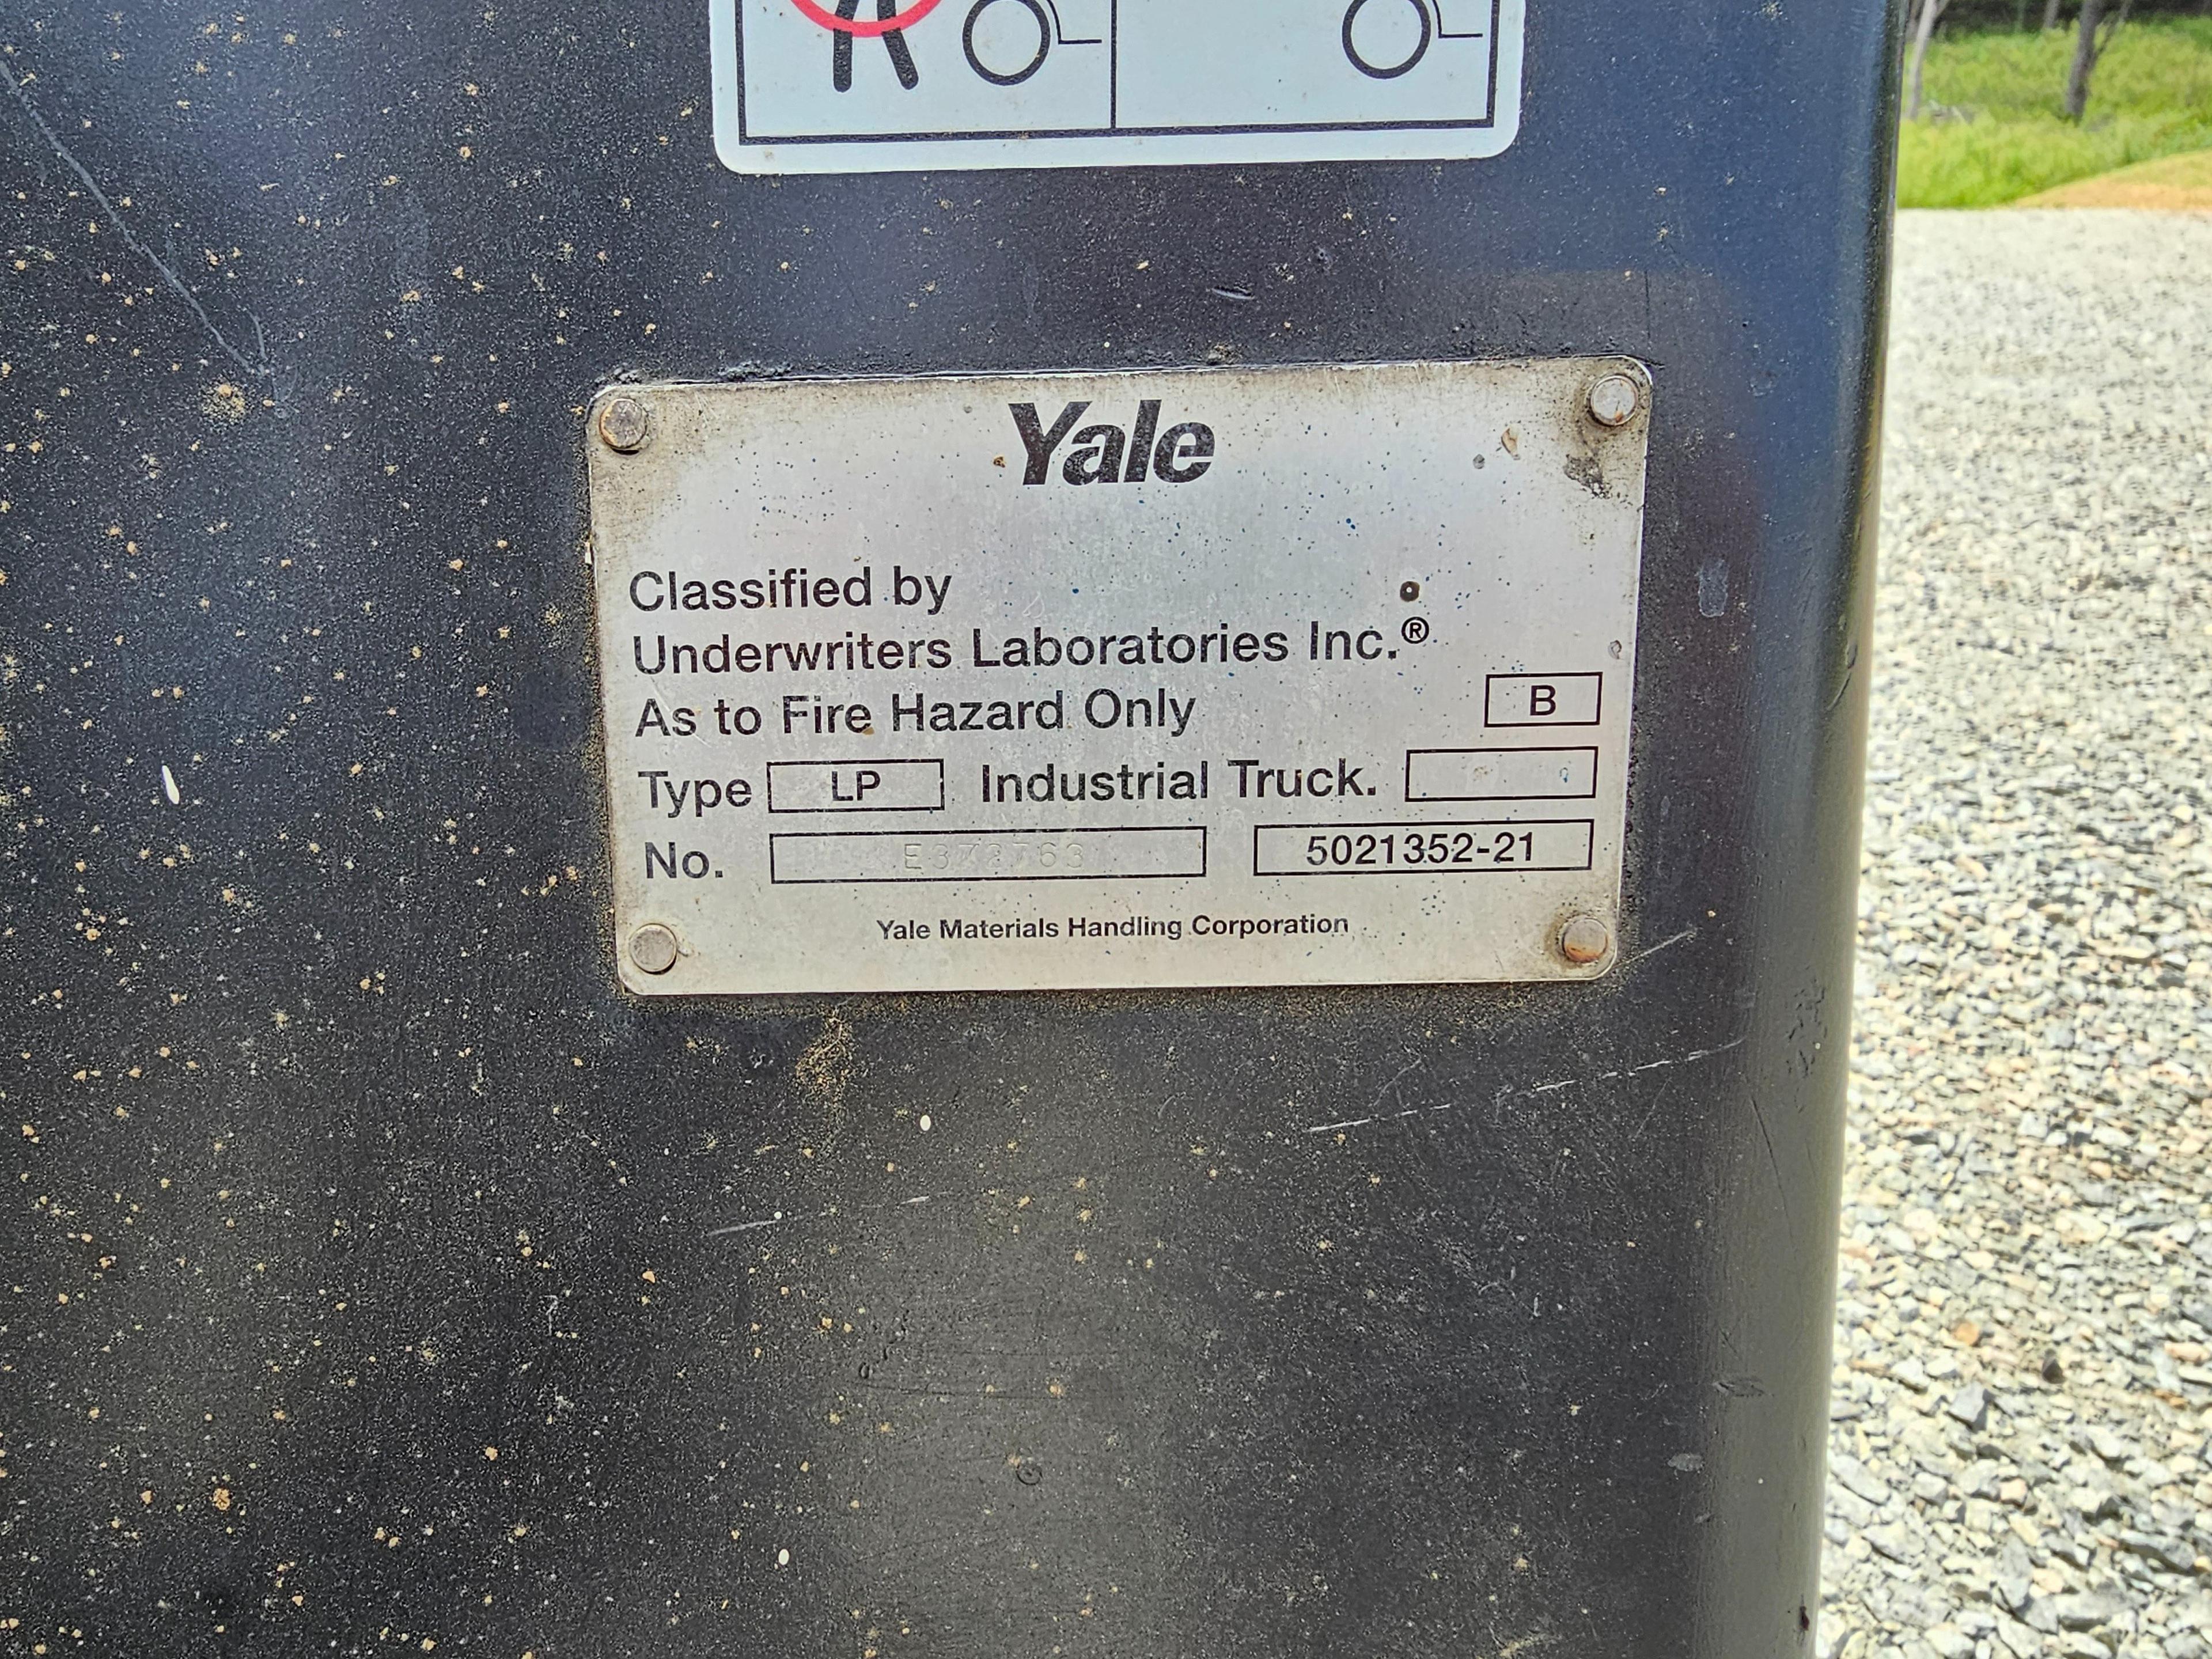 Yale
Classified by
Underwriters Laboratories Inc.®
As to Fire Hazard Only B
Type LP Industrial Truck.
No. 5021352-21
Yale Materials Handling Corporation